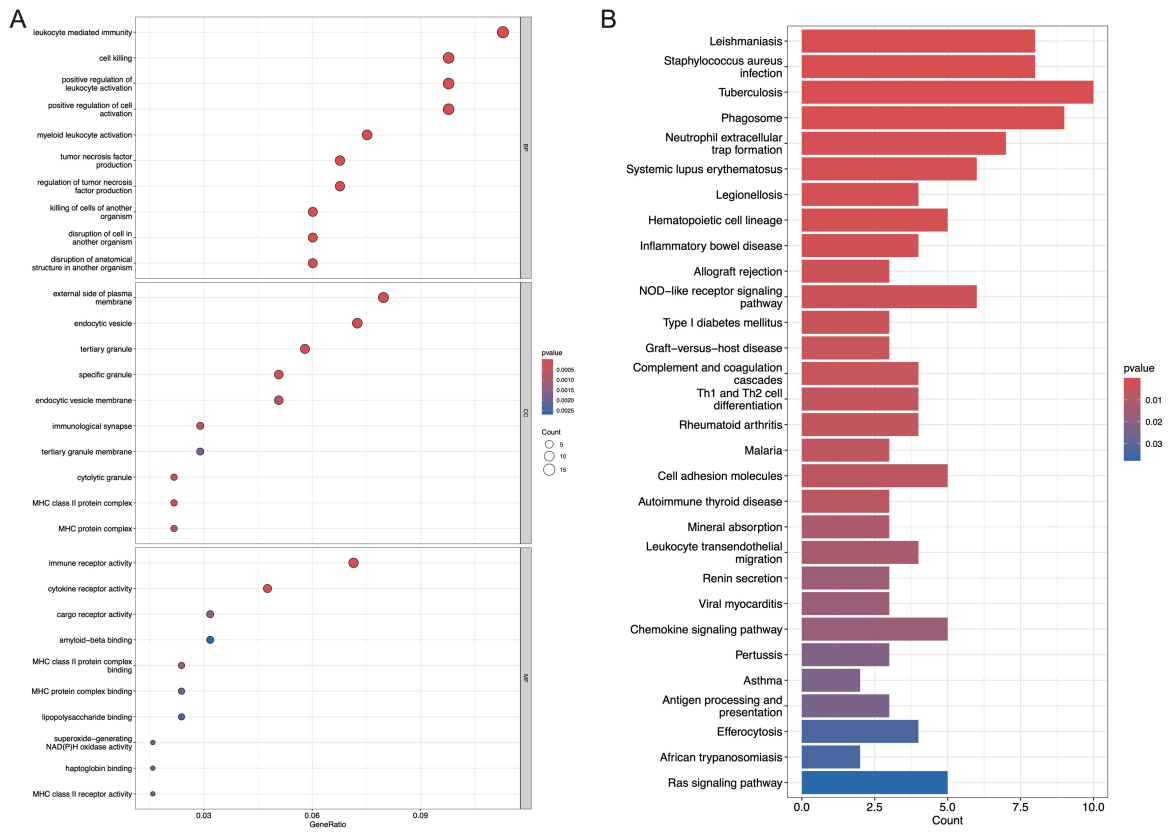 A
leukocyte mediated immunity
cell killing
positive regulation of
leukocyte activation
positive regulation of cell
activation
myeloid leukocyte activation
tumor necrosis factor
production
regulation of tumor necrosis
factor production
killing of cells of another
organism
disruption of cell in
another organism
disruption of anatomical
structure in another organism
BP
external side of plasma
membrane
endocytic vesicle
tertiary granule
specific granule
endocytic vesicle membrane
immunological synapse
tertiary granule membrane
cytolytic granule
MHC class II protein complex
MHC protein complex
CC
immune receptor activity
cytokine receptor activity
cargo receptor activity
amyloid−beta binding
MHC class II protein complex
binding
MHC protein complex binding
lipopolysaccharide binding
superoxide−generating
NAD(P)H oxidase activity
haptoglobin binding
MHC class II receptor activity
MF
0.03 0.06 0.09
GeneRatio
pvalue
0.0005
0.0010
0.0015
0.0020
0.0025
Count
5
10
15
B
Leishmaniasis
Staphylococcus aureus
infection
Tuberculosis
Phagosome
Neutrophil extracellular
trap formation
Systemic lupus erythematosus
Legionellosis
Hematopoietic cell lineage
Inflammatory bowel disease
Allograft rejection
NOD−like receptor signaling
pathway
Type I diabetes mellitus
Graft−versus−host disease
Complement and coagulation
cascades
Th1 and Th2 cell
differentiation
Rheumatoid arthritis
Malaria
Cell adhesion molecules
Autoimmune thyroid disease
Mineral absorption
Leukocyte transendothelial
migration
Renin secretion
Viral myocarditis
Chemokine signaling pathway
Pertussis
Asthma
Antigen processing and
presentation
Efferocytosis
African trypanosomiasis
Ras signaling pathway
0.0 2.5 5.0 7.5 10.0
Count
pvalue
0.01
0.02
0.03